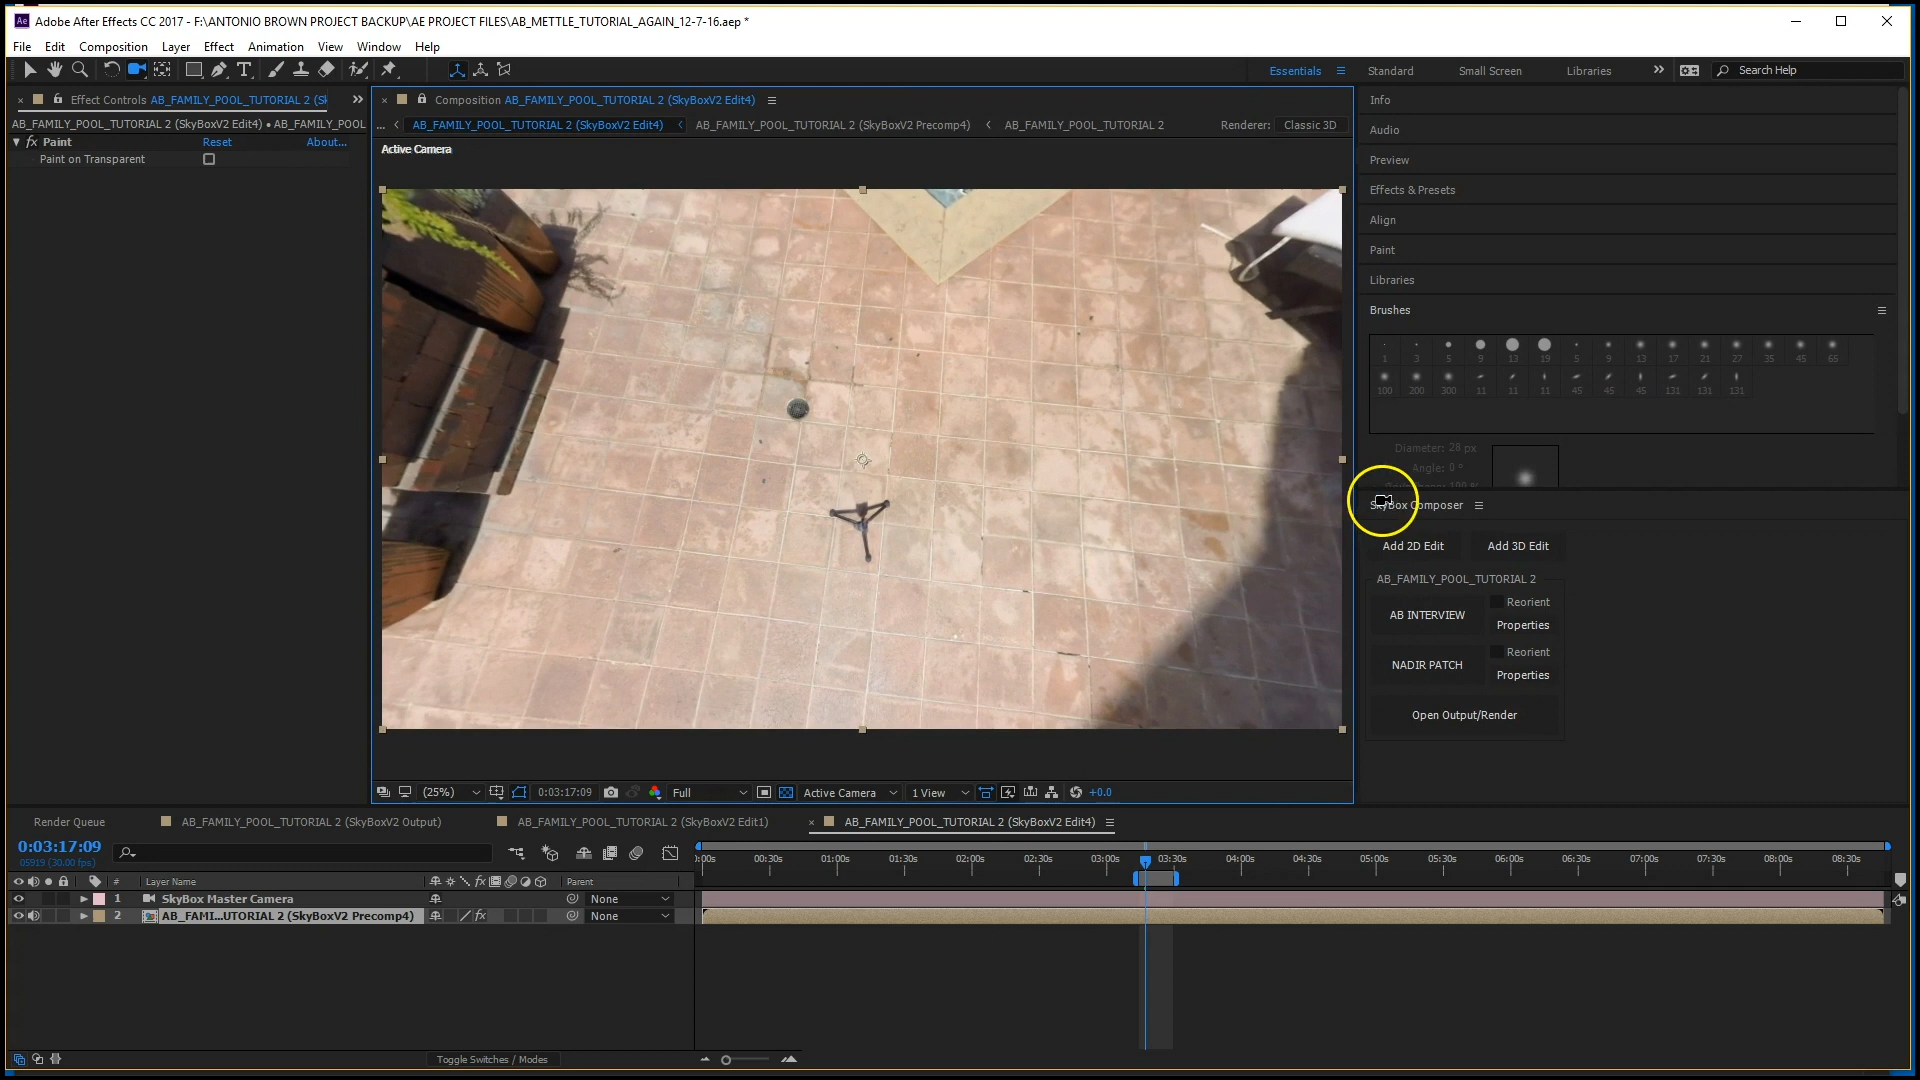 Adobe After Effects CC 2017 - F:\ANTONIO BROWN PROJECT BACKUP\AE PROJECT FILES\AB_METTLE_TUTORIAL_AGAIN_12-7-16.aep *
File Edit Composition Layer Effect Animation View Window Help
Essentials Standard Small Screen Libraries Search Help
Effect Controls AB_FAMILY_POOL_TUTORIAL 2 (Sk
Composition AB_FAMILY_POOL_TUTORIAL 2 (SkyBoxV2 Edit4)
Info
AB_FAMILY_POOL_TUTORIAL 2 (SkyBoxV2 Edit4) • AB_FAMILY_POOL
... AB_FAMILY_POOL_TUTORIAL 2 (SkyBoxV2 Edit4) AB_FAMILY_POOL_TUTORIAL 2 (SkyBoxV2 Precomp4) AB_FAMILY_POOL_TUTORIAL 2 Renderer: Classic 3D
Audio
fx Paint Reset About...
Active Camera
Paint on Transparent
Preview
Effects & Presets
Align
Paint
Libraries
Brushes
1 3 5 9 13 19 5 9 13 17 21 27 35 45 65
100 200 300 11 11 11 45 45 45 131 131 131
Diameter: 28 px
Angle: 0 °
SkyBox Composer
Add 2D Edit Add 3D Edit
AB_FAMILY_POOL_TUTORIAL 2
Reorient
AB INTERVIEW
Properties
Reorient
NADIR PATCH
Properties
Open Output/Render
(25%) 0:03:17:09 Full Active Camera 1 View +0.0
Render Queue AB_FAMILY_POOL_TUTORIAL 2 (SkyBoxV2 Output) AB_FAMILY_POOL_TUTORIAL 2 (SkyBoxV2 Edit1) AB_FAMILY_POOL_TUTORIAL 2 (SkyBoxV2 Edit4)
0:03:17:09
05919 (30.00 fps)
):00s 00:30s 01:00s 01:30s 02:00s 02:30s 03:00s 03:30s 04:00s 04:30s 05:00s 05:30s 06:00s 06:30s 07:00s 07:30s 08:00s 08:30s
# Layer Name fx Parent
1 SkyBox Master Camera None
2 AB_FAMI...UTORIAL 2 (SkyBoxV2 Precomp4) fx None
Toggle Switches / Modes